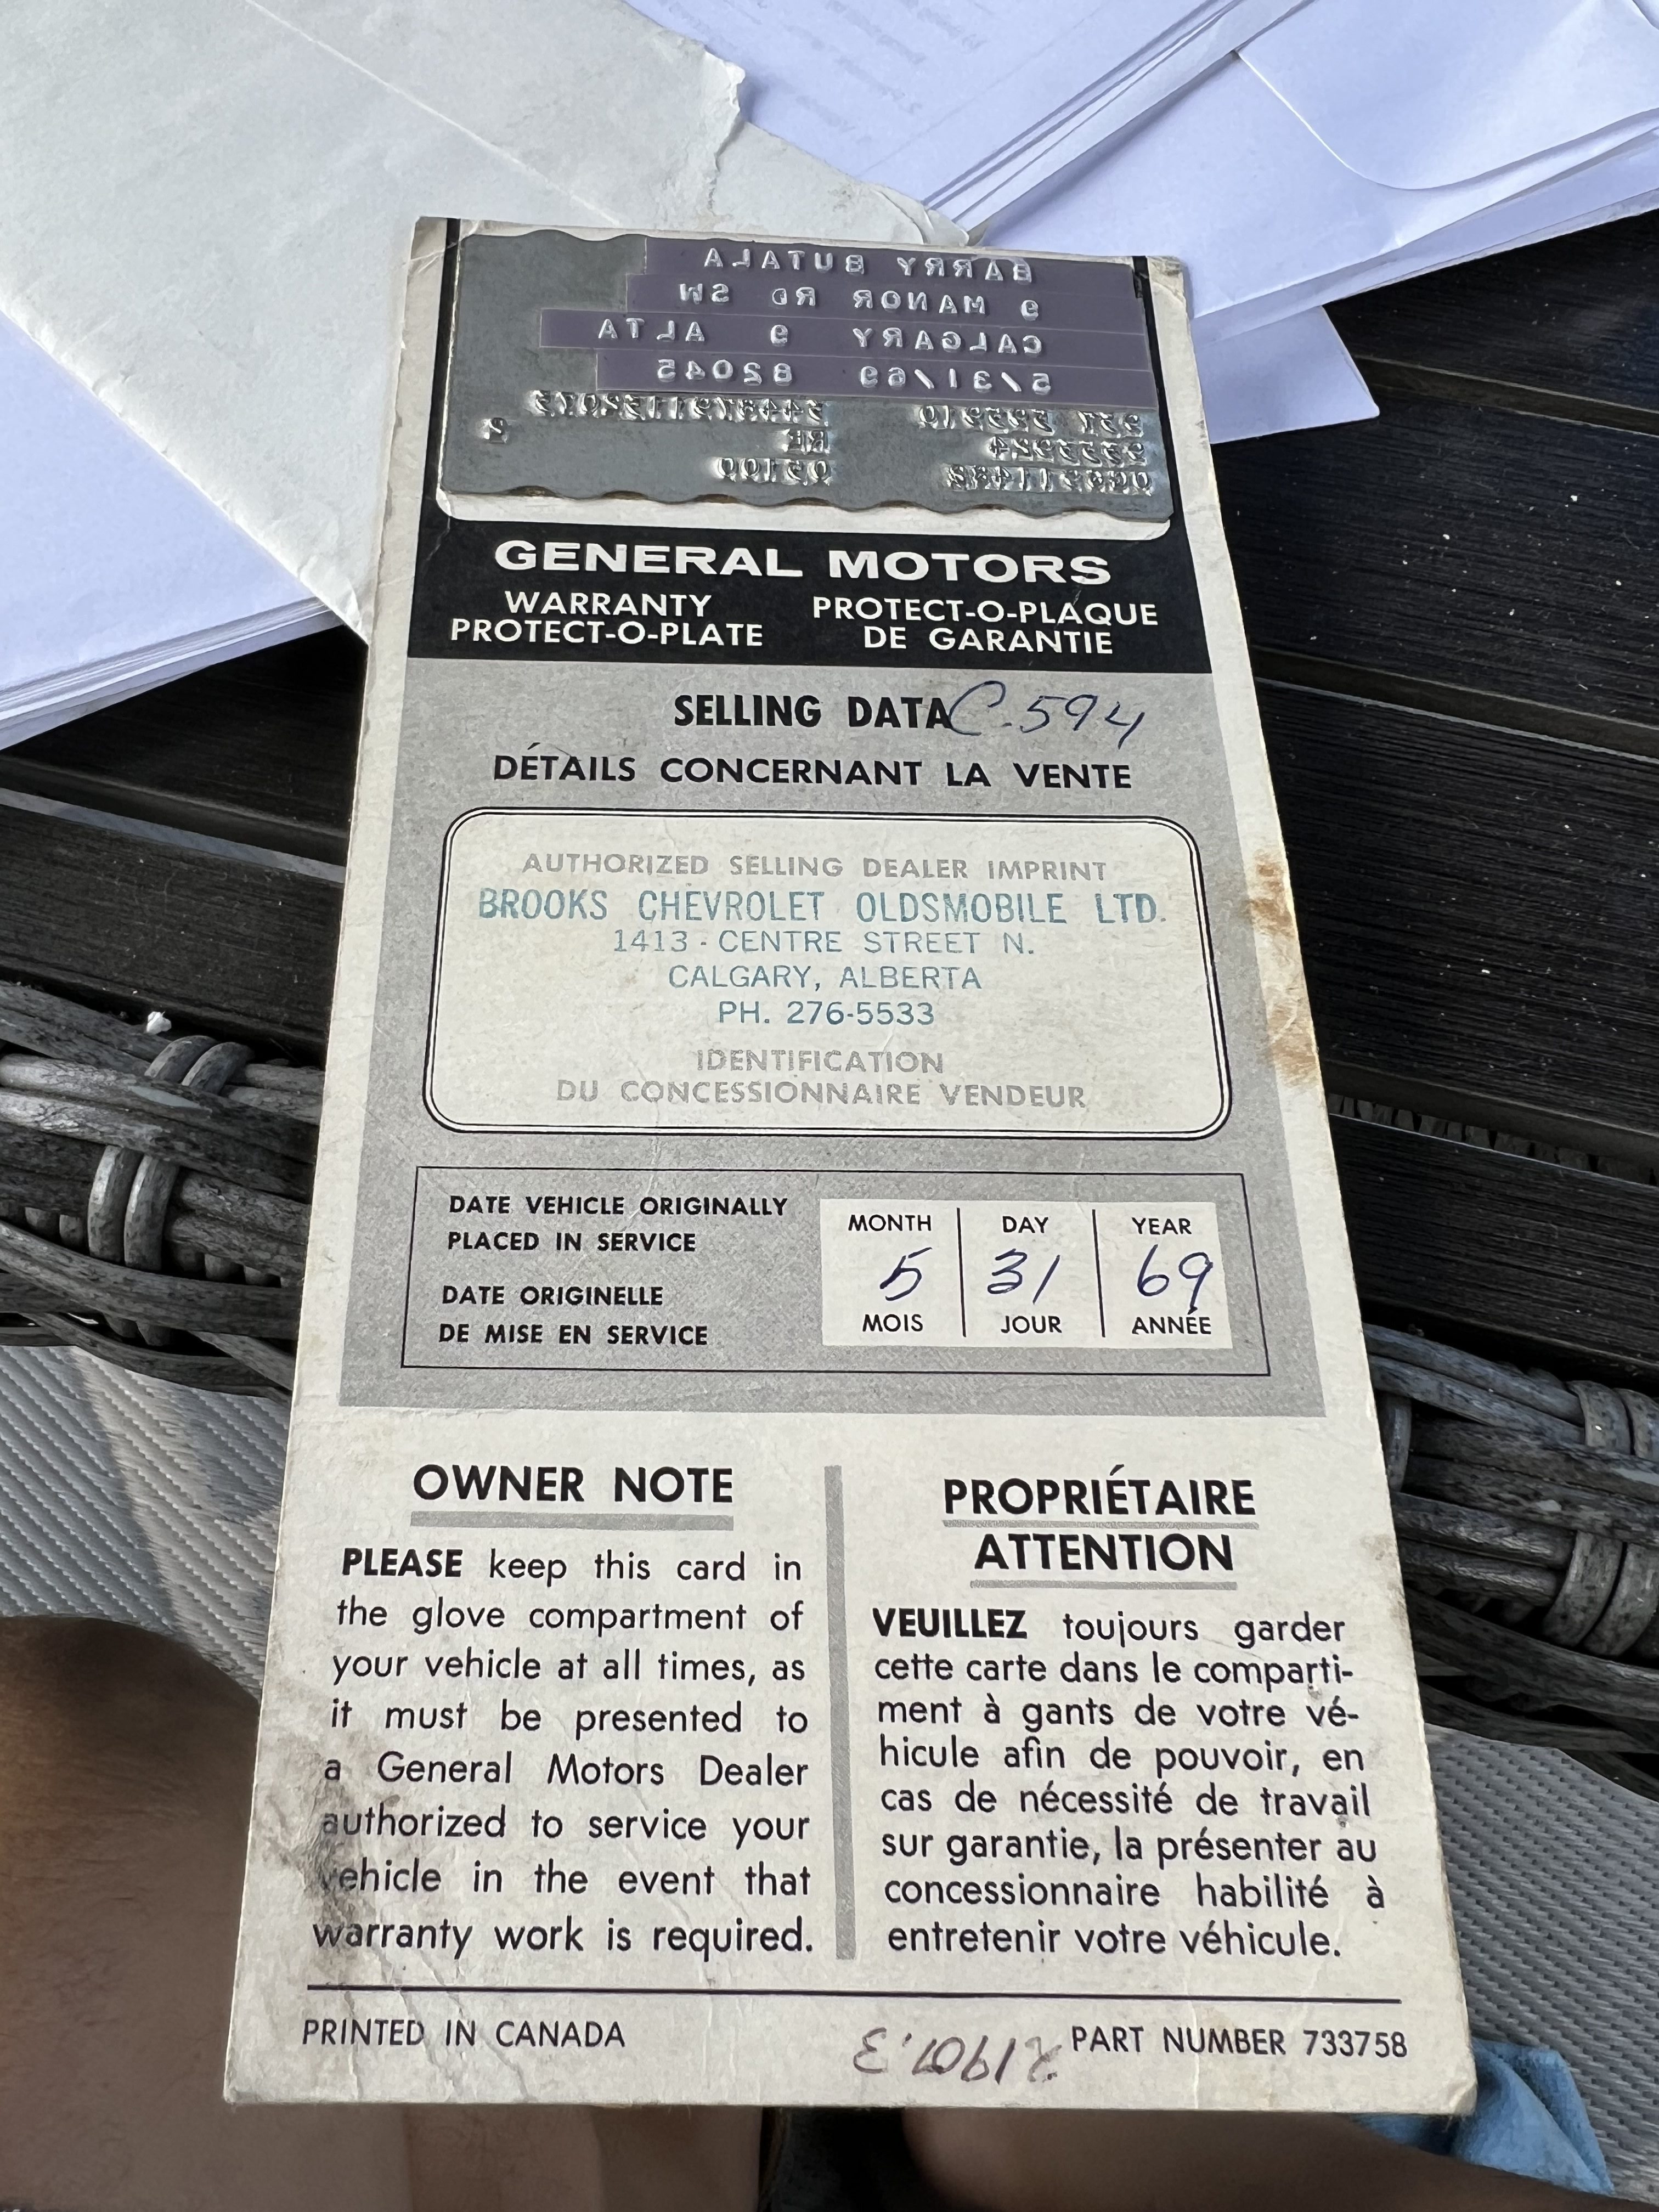 BARRY BUTALA
9 MANOR RD SW
CALGARY 9 ALTA
5/31/69 82045
RE 2
GENERAL MOTORS
WARRANTY PROTECT-O-PLATE
PROTECT-O-PLAQUE DE GARANTIE
SELLING DATA C.594
DÉTAILS CONCERNANT LA VENTE
AUTHORIZED SELLING DEALER IMPRINT
BROOKS CHEVROLET OLDSMOBILE LTD.
1413 - CENTRE STREET N.
CALGARY, ALBERTA
PH. 276-5533
IDENTIFICATION
DU CONCESSIONNAIRE VENDEUR
DATE VEHICLE ORIGINALLY
PLACED IN SERVICE
DATE ORIGINELLE
DE MISE EN SERVICE
MONTH DAY YEAR
5 31 69
MOIS JOUR ANNÉE
OWNER NOTE
PLEASE keep this card in
the glove compartment of
your vehicle at all times, as
it must be presented to
a General Motors Dealer
authorized to service your
vehicle in the event that
warranty work is required.
PROPRIÉTAIRE
ATTENTION
VEUILLEZ toujours garder
cette carte dans le comparti-
ment à gants de votre vé-
hicule afin de pouvoir, en
cas de nécessité de travail
sur garantie, la présenter au
concessionnaire habilité à
entretenir votre véhicule.
PRINTED IN CANADA
PART NUMBER 733758